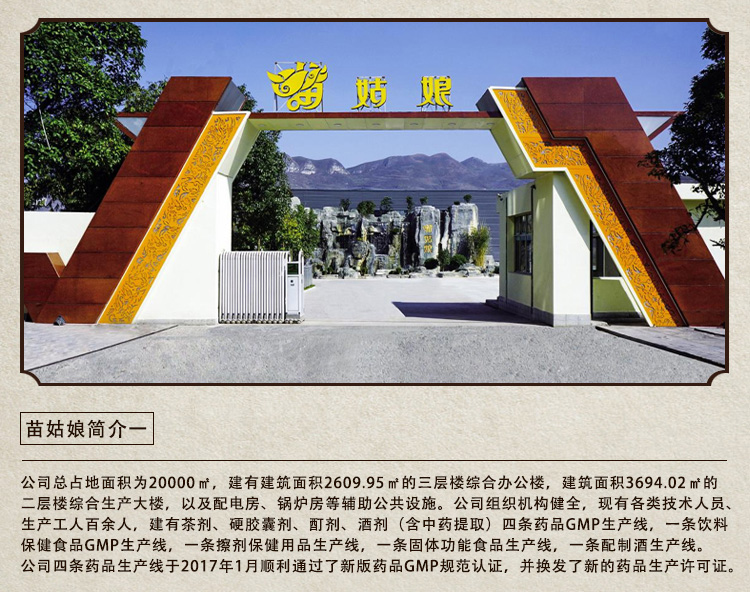 苗姑娘
苗姑娘简介一
公司总占地面积为20000㎡，建有建筑面积2609.95㎡的三层楼综合办公楼，建筑面积3694.02㎡的
二层楼综合生产大楼，以及配电房、锅炉房等辅助公共设施。公司组织机构健全，现有各类技术人员、
生产工人百余人，建有茶剂、硬胶囊剂、酊剂、酒剂（含中药提取）四条药品GMP生产线，一条饮料
保健食品GMP生产线，一条擦剂保健用品生产线，一条固体功能食品生产线，一条配制酒生产线。
公司四条药品生产线于2017年1月顺利通过了新版药品GMP规范认证，并换发了新的药品生产许可证。